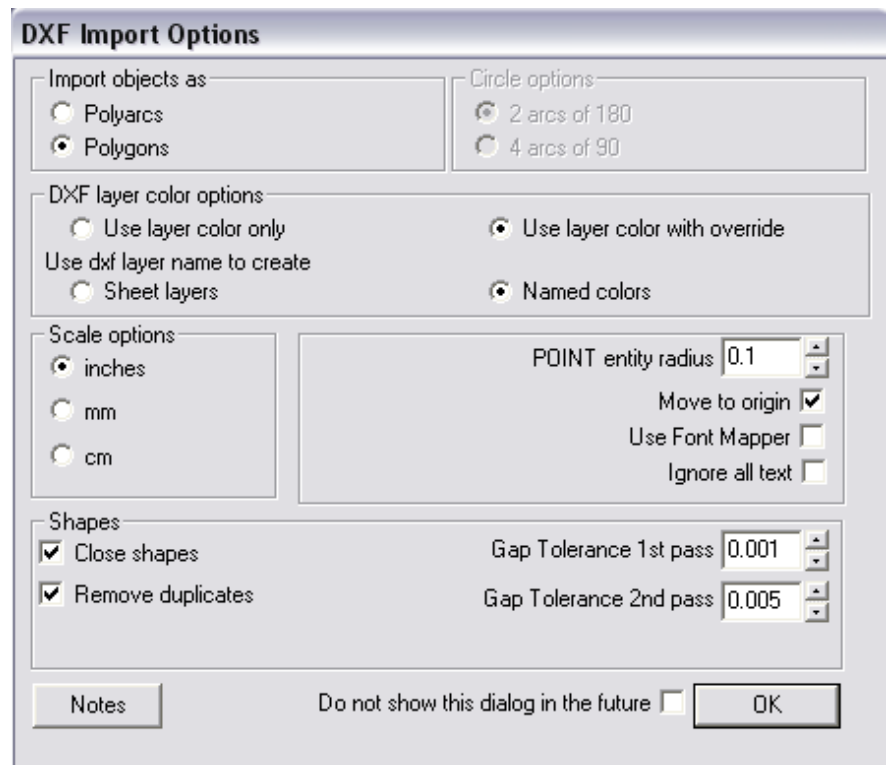 DXF Import Options
Import objects as
Polyarcs
Polygons
Circle options
2 arcs of 180
4 arcs of 90
DXF layer color options
Use layer color only
Use layer color with override
Use dxf layer name to create
Sheet layers
Named colors
Scale options
inches
mm
cm
POINT entity radius 0.1
Move to origin
Use Font Mapper
Ignore all text
Shapes
Close shapes
Remove duplicates
Gap Tolerance 1st pass 0.001
Gap Tolerance 2nd pass 0.005
Notes
Do not show this dialog in the future
OK